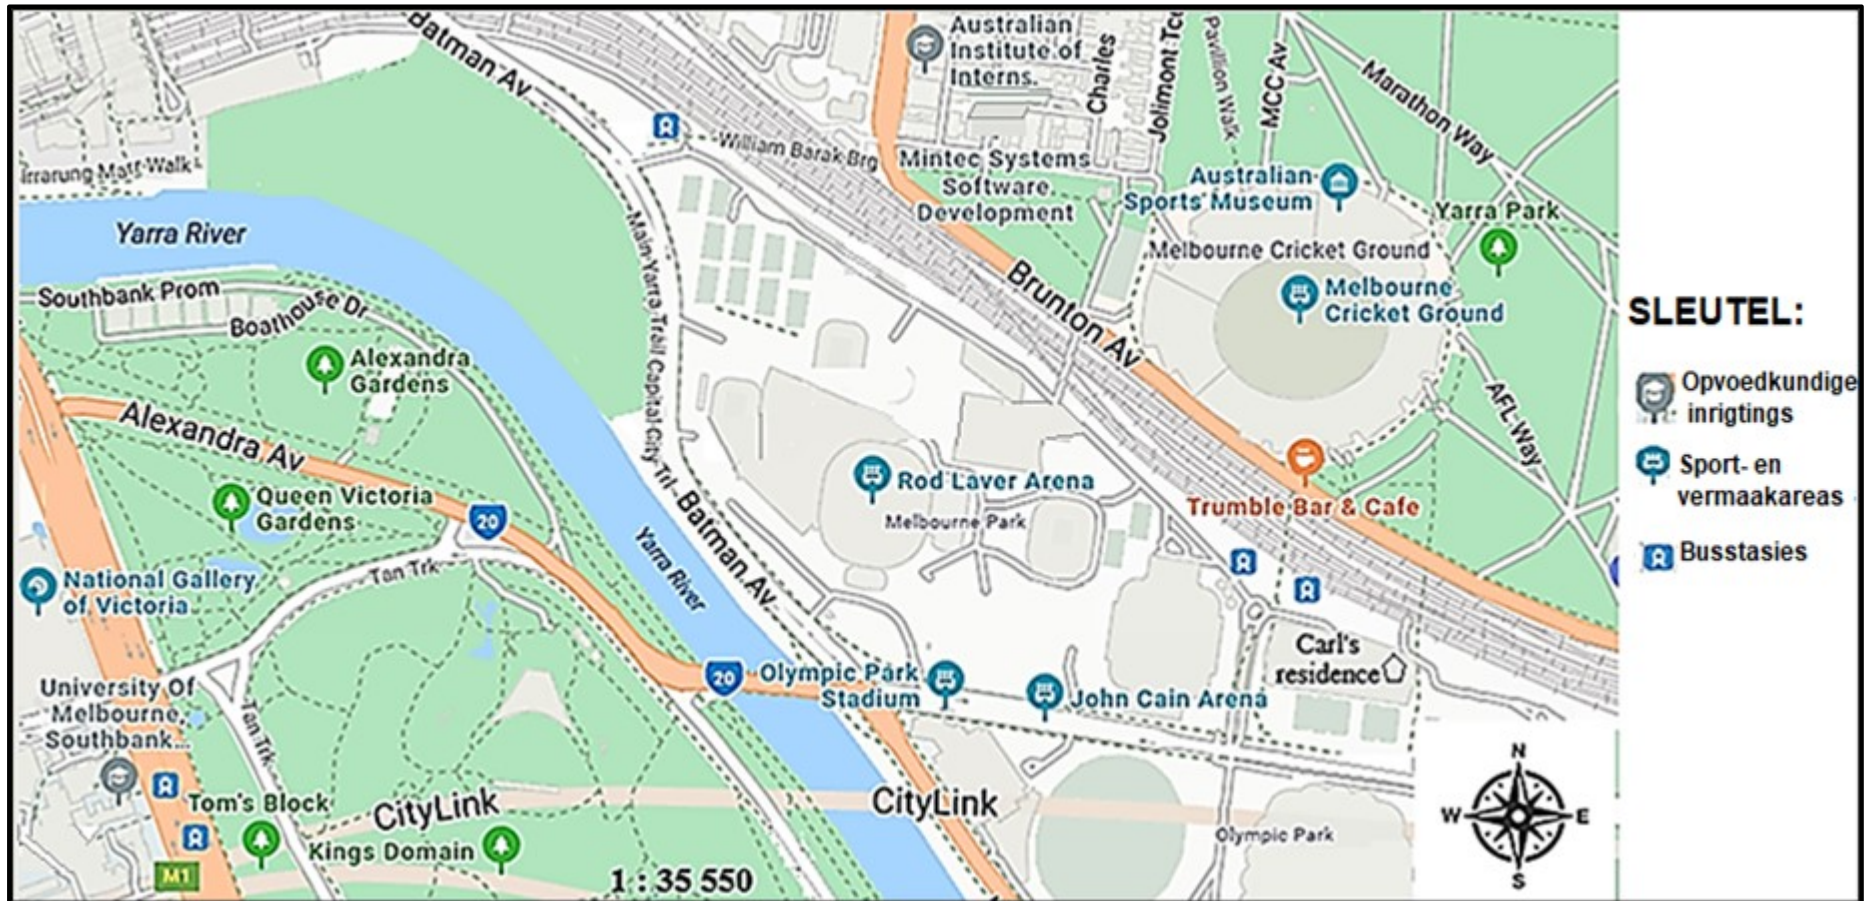 Batman Av
Australian
Institute of
Interns.
Charles
Jolimont Tce
Pavillion Walk
MCC Av
Marathon Way
William Barak Brg
Mintec Systems
Software
Development
Australian
Sports Museum
Yarra Park
Melbourne Cricket Ground
Melbourne
Cricket Ground
Yarra River
Southbank Prom
Boathouse Dr
Main Yarra Trail Capital City Trl
Brunton Av
AFL Way
SLEUTEL:
Opvoedkundige
inrigtings
Sport- en
vermaakareas
Busstasies
Alexandra
Gardens
Alexandra Av
Queen Victoria
Gardens
20
Rod Laver Arena
Melbourne Park
Trumble Bar & Cafe
Batman Av
Yarra River
Tan Trk
National Gallery
of Victoria
Carl's
residence
20
Olympic Park
Stadium
John Cain Arena
University Of
Melbourne,
Southbank...
Tan Trk
Tom's Block
CityLink
Kings Domain
CityLink
Olympic Park
M1
1 : 35 550
N
W
E
S